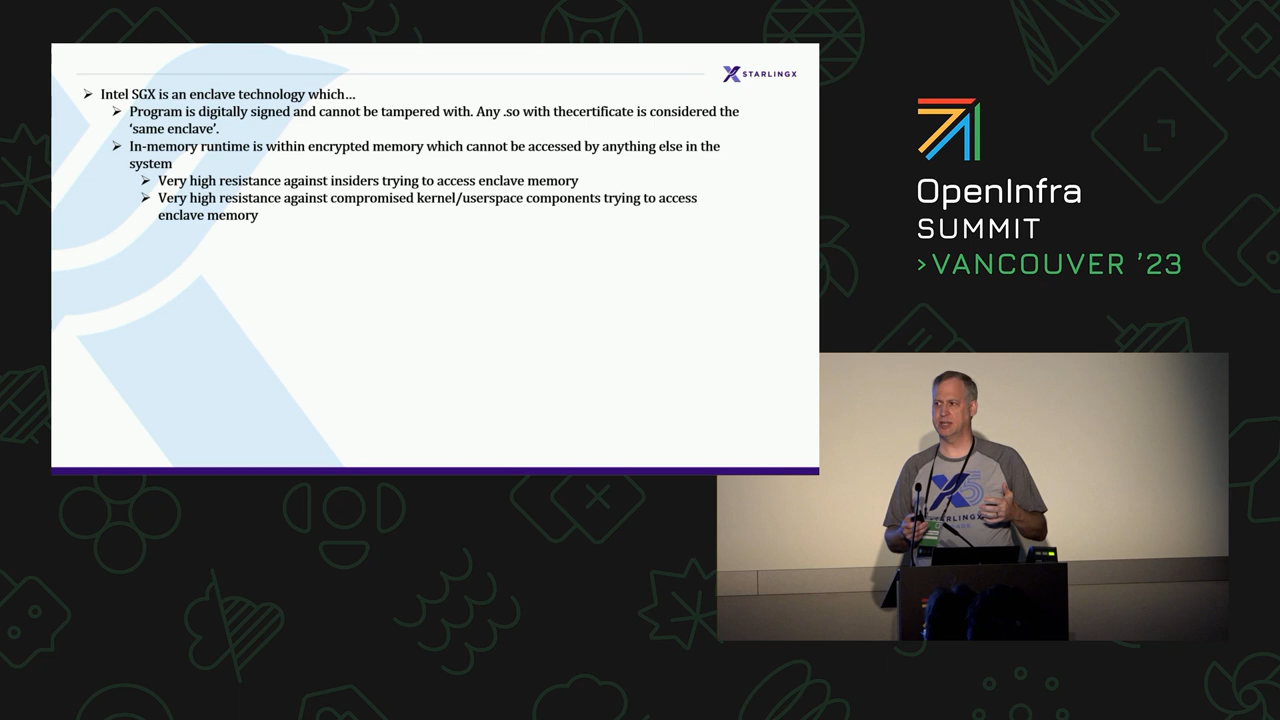 STARLINGX
Intel SGX is an enclave technology which...
Program is digitally signed and cannot be tampered with. Any .so with thecertificate is considered the
‘same enclave’.
In-memory runtime is within encrypted memory which cannot be accessed by anything else in the
system
Very high resistance against insiders trying to access enclave memory
Very high resistance against compromised kernel/userspace components trying to access
enclave memory
OpenInfra
SUMMIT
>VANCOUVER ’23
STARLINGX